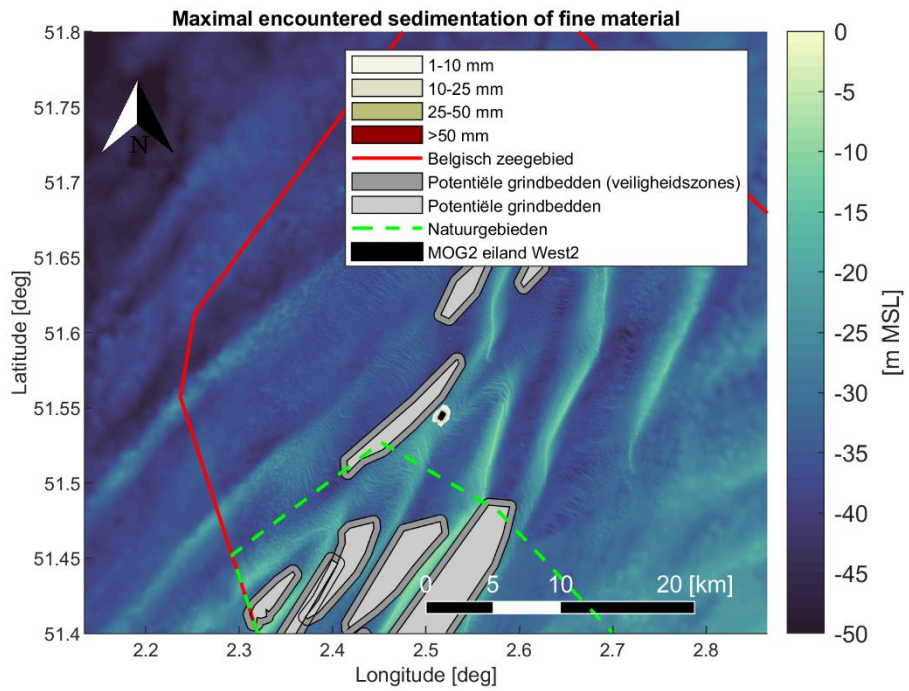 Maximal encountered sedimentation of fine material
51.8
51.75
51.7
51.65
51.6
51.55
51.5
51.45
51.4
Latitude [deg]
N
1-10 mm
10-25 mm
25-50 mm
>50 mm
Belgisch zeegebied
Potentiële grindbedden (veiligheidszones)
Potentiële grindbedden
Natuurgebieden
MOG2 eiland West2
0 5 10 20 [km]
2.2 2.3 2.4 2.5 2.6 2.7 2.8
Longitude [deg]
0
-5
-10
-15
-20
-25
-30
-35
-40
-45
-50
[m MSL]